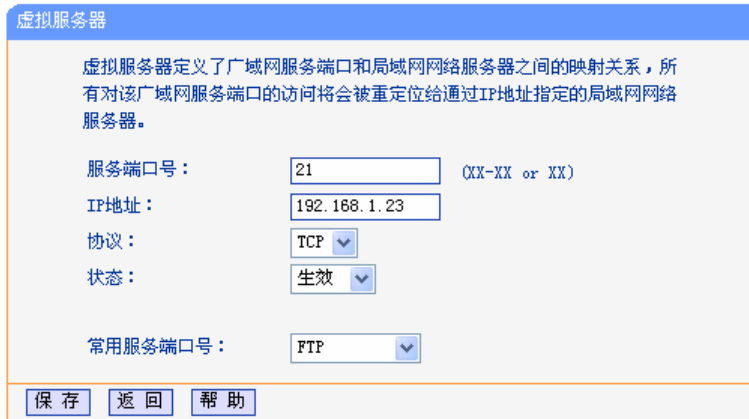 虚拟服务器
虚拟服务器定义了广域网服务端口和局域网网络服务器之间的映射关系，所
有对该广域网服务端口的访问将会被重定位给通过IP地址指定的局域网网络
服务器。
服务端口号： 21 (XX-XX or XX)
IP地址： 192.168.1.23
协议： TCP
状态： 生效
常用服务端口号： FTP
保 存 返 回 帮 助